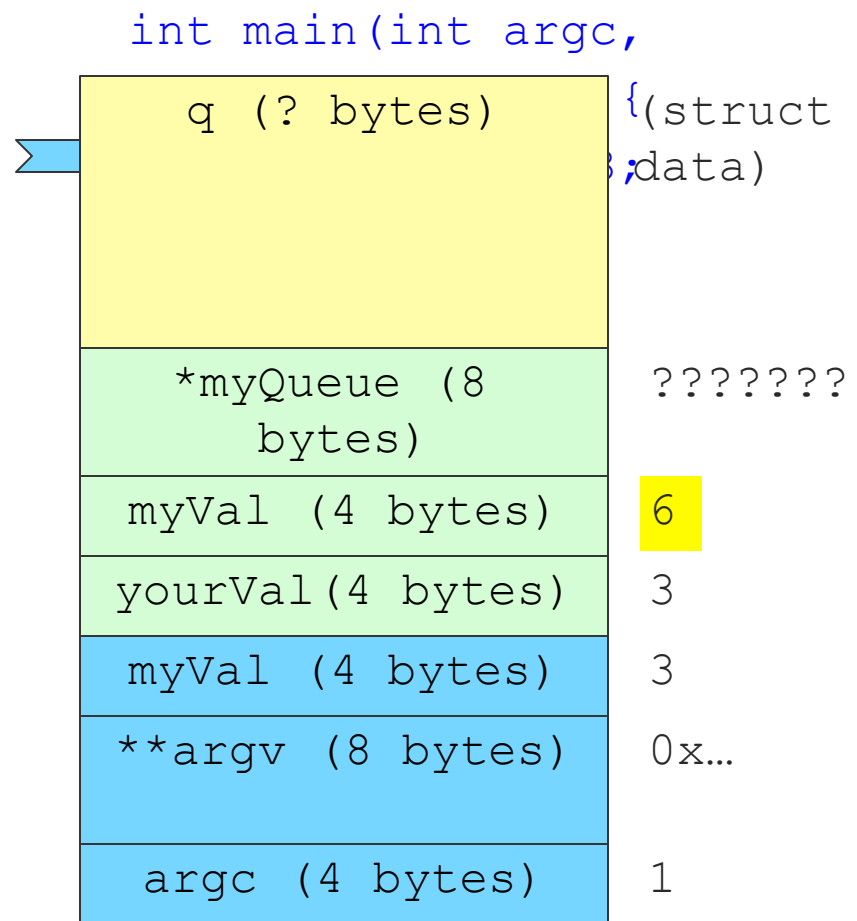 int main(int argc,
q (? bytes)
{
(struct
;
data)
*myQueue (8
bytes)
???????
myVal (4 bytes)
6
yourVal(4 bytes)
3
myVal (4 bytes)
3
**argv (8 bytes)
0x…
argc (4 bytes)
1